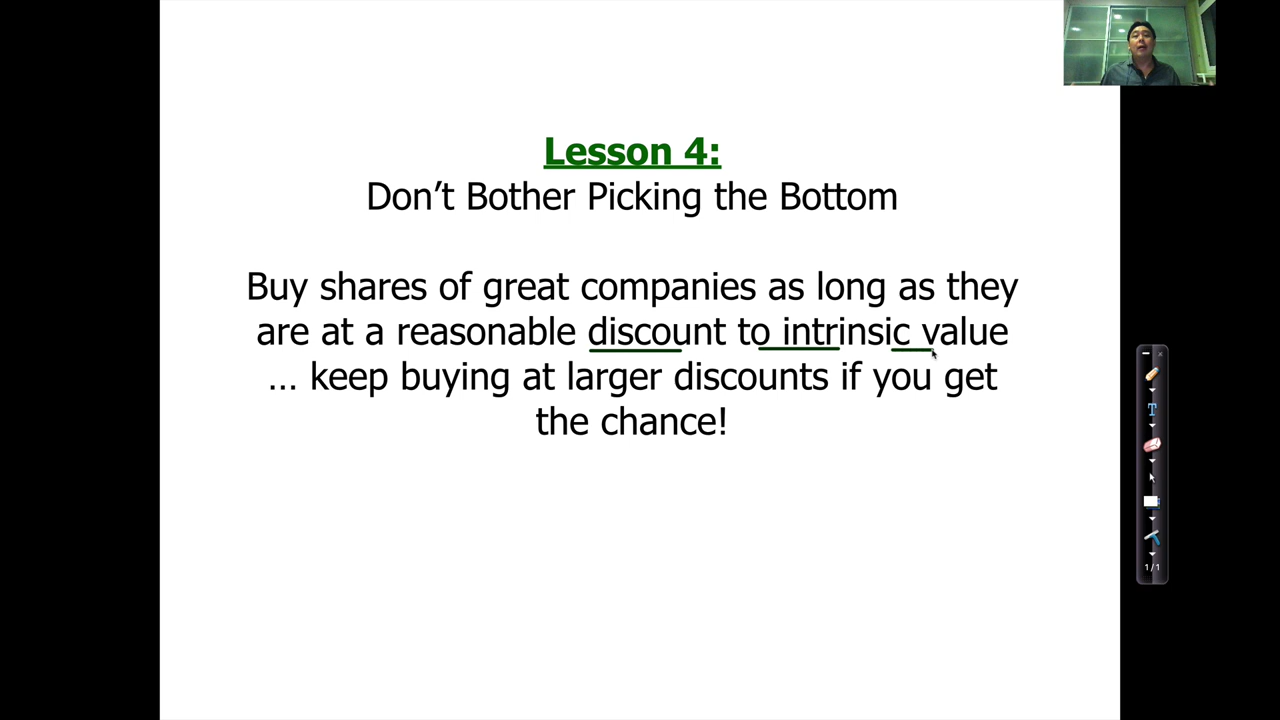 Lesson 4:
Don’t Bother Picking the Bottom
Buy shares of great companies as long as they
are at a reasonable discount to intrinsic value
... keep buying at larger discounts if you get
the chance!
T
1/1